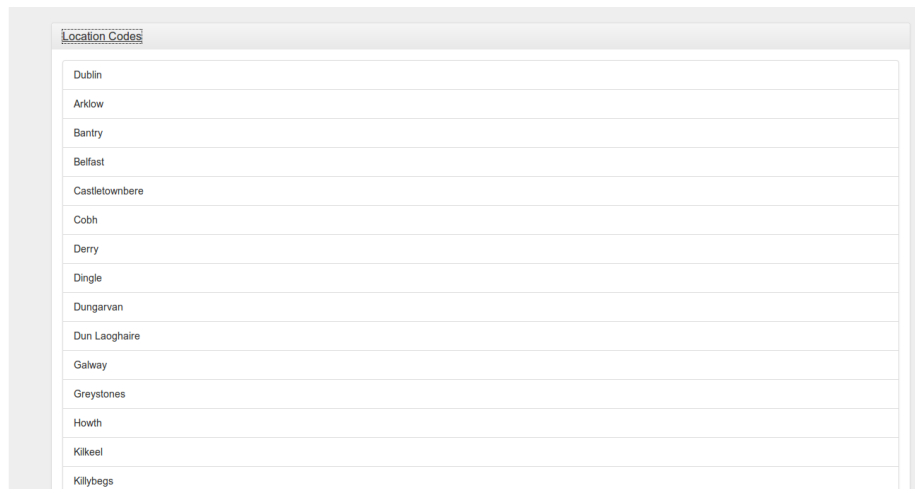 Location Codes
Dublin
Arklow
Bantry
Belfast
Castletownbere
Cobh
Derry
Dingle
Dungarvan
Dun Laoghaire
Galway
Greystones
Howth
Kilkeel
Killybegs